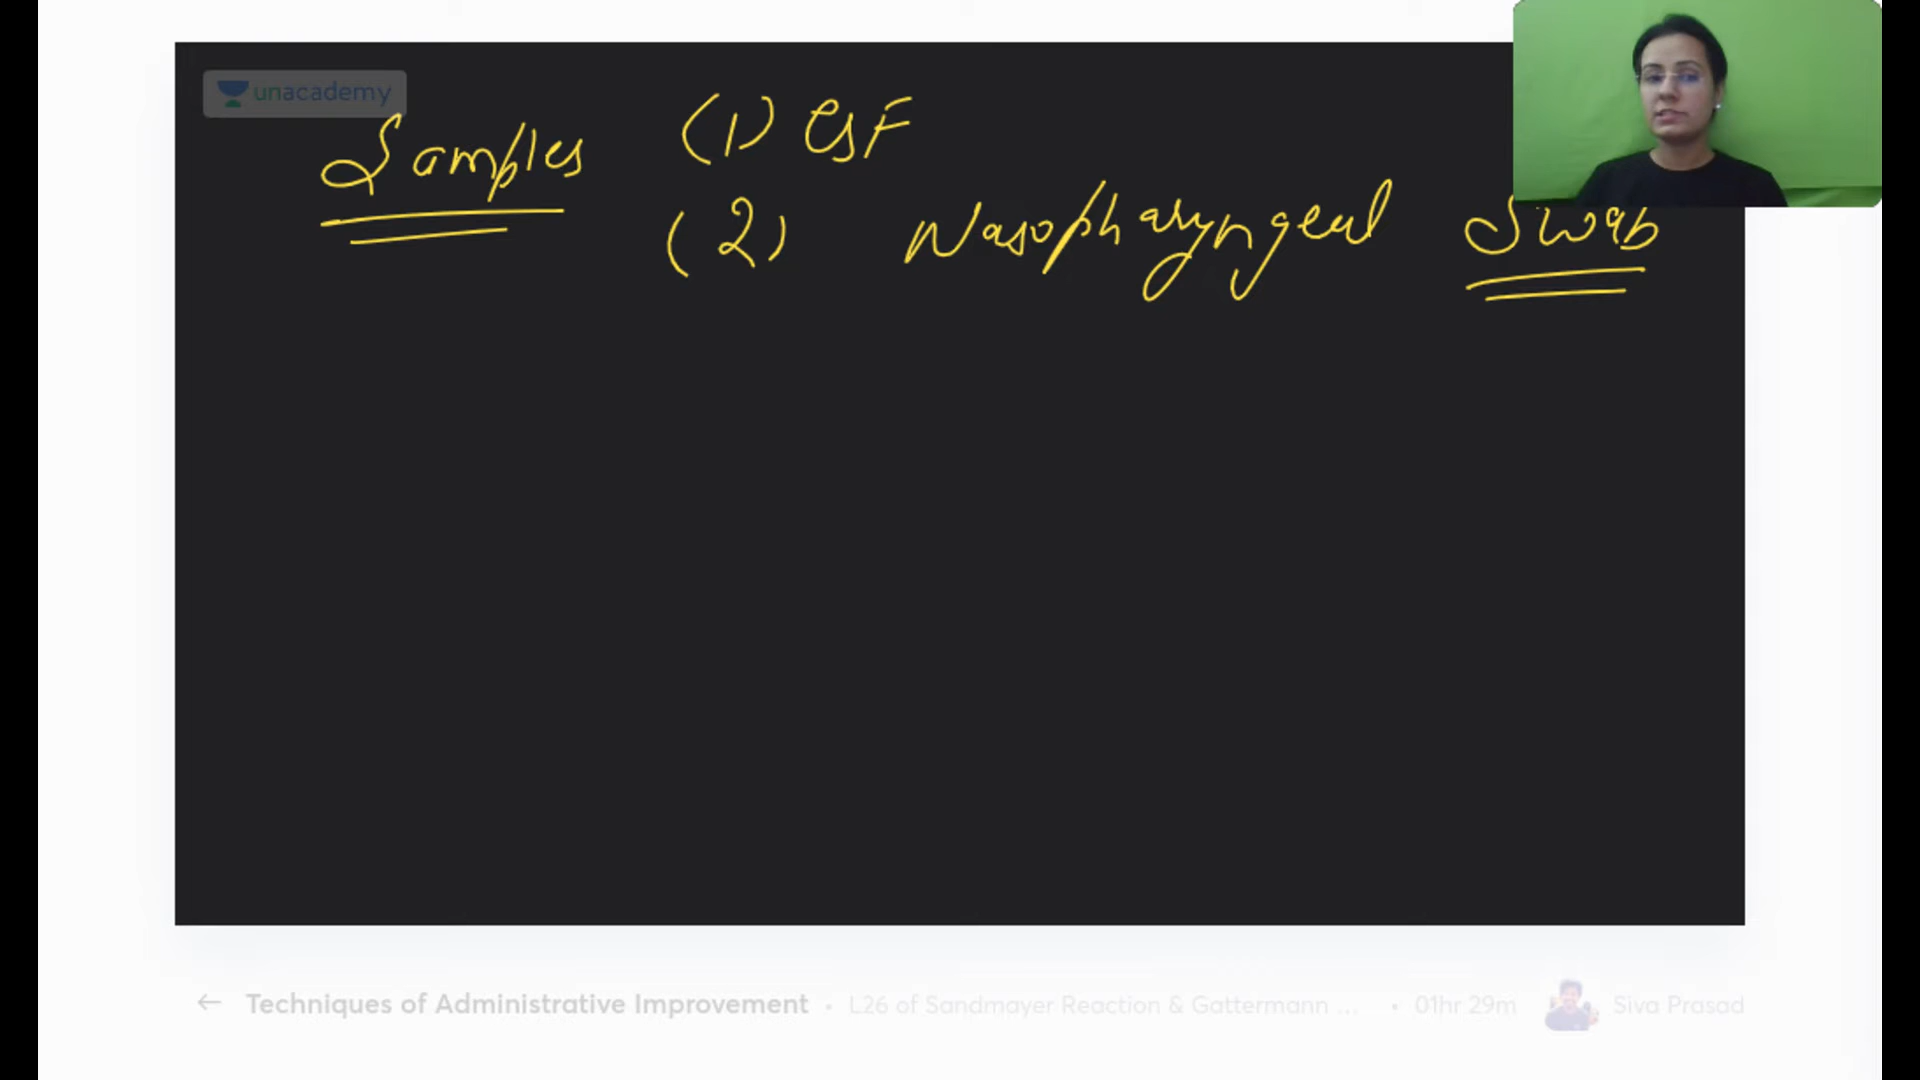 unacademy
Samples (1) CSF
(2) Nasopharyngeal Swab
← Techniques of Administrative Improvement • L26 of Sandmayer Reaction & Gattermann ... • 01hr 29m Siva Prasad